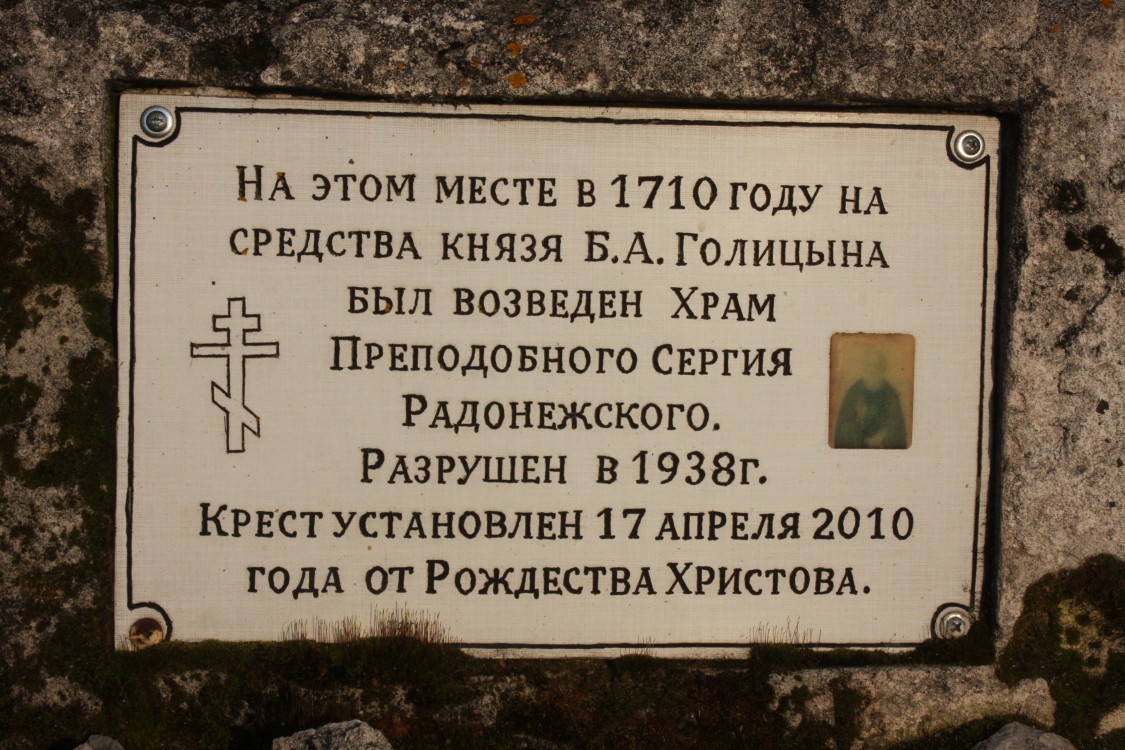 На этом месте в 1710 году на
средства князя Б.А. Голицына
был возведен Храм
Преподобного Сергия
Радонежского.
Разрушен в 1938г.
Крест установлен 17 апреля 2010
года от Рождества Христова.